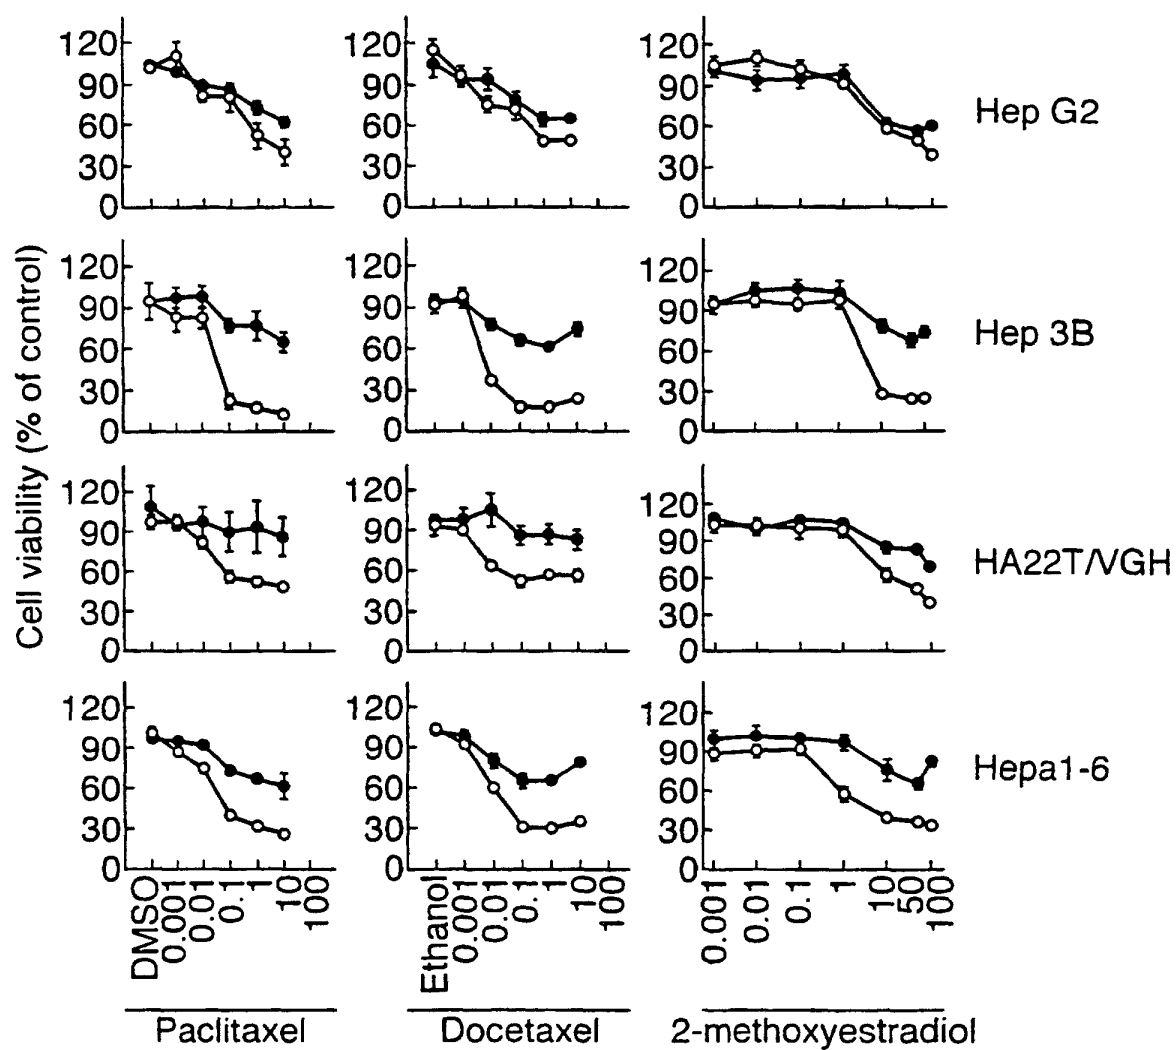 Cell viability (% of control)
120 120 120
90 90 90
60 60 60
30 30 30
0 0 0
Hep G2
120 120 120
90 90 90
60 60 60
30 30 30
0 0 0
Hep 3B
120 120 120
90 90 90
60 60 60
30 30 30
0 0 0
HA22T/VGH
120 120 120
90 90 90
60 60 60
30 30 30
0 0 0
Hepa1-6
DMSO 0.001 0.01 0.1 1 10 100
Ethanol 0.001 0.01 0.1 1 10 100
0.001 0.01 0.1 1 10 50 100
Paclitaxel Docetaxel 2-methoxyestradiol